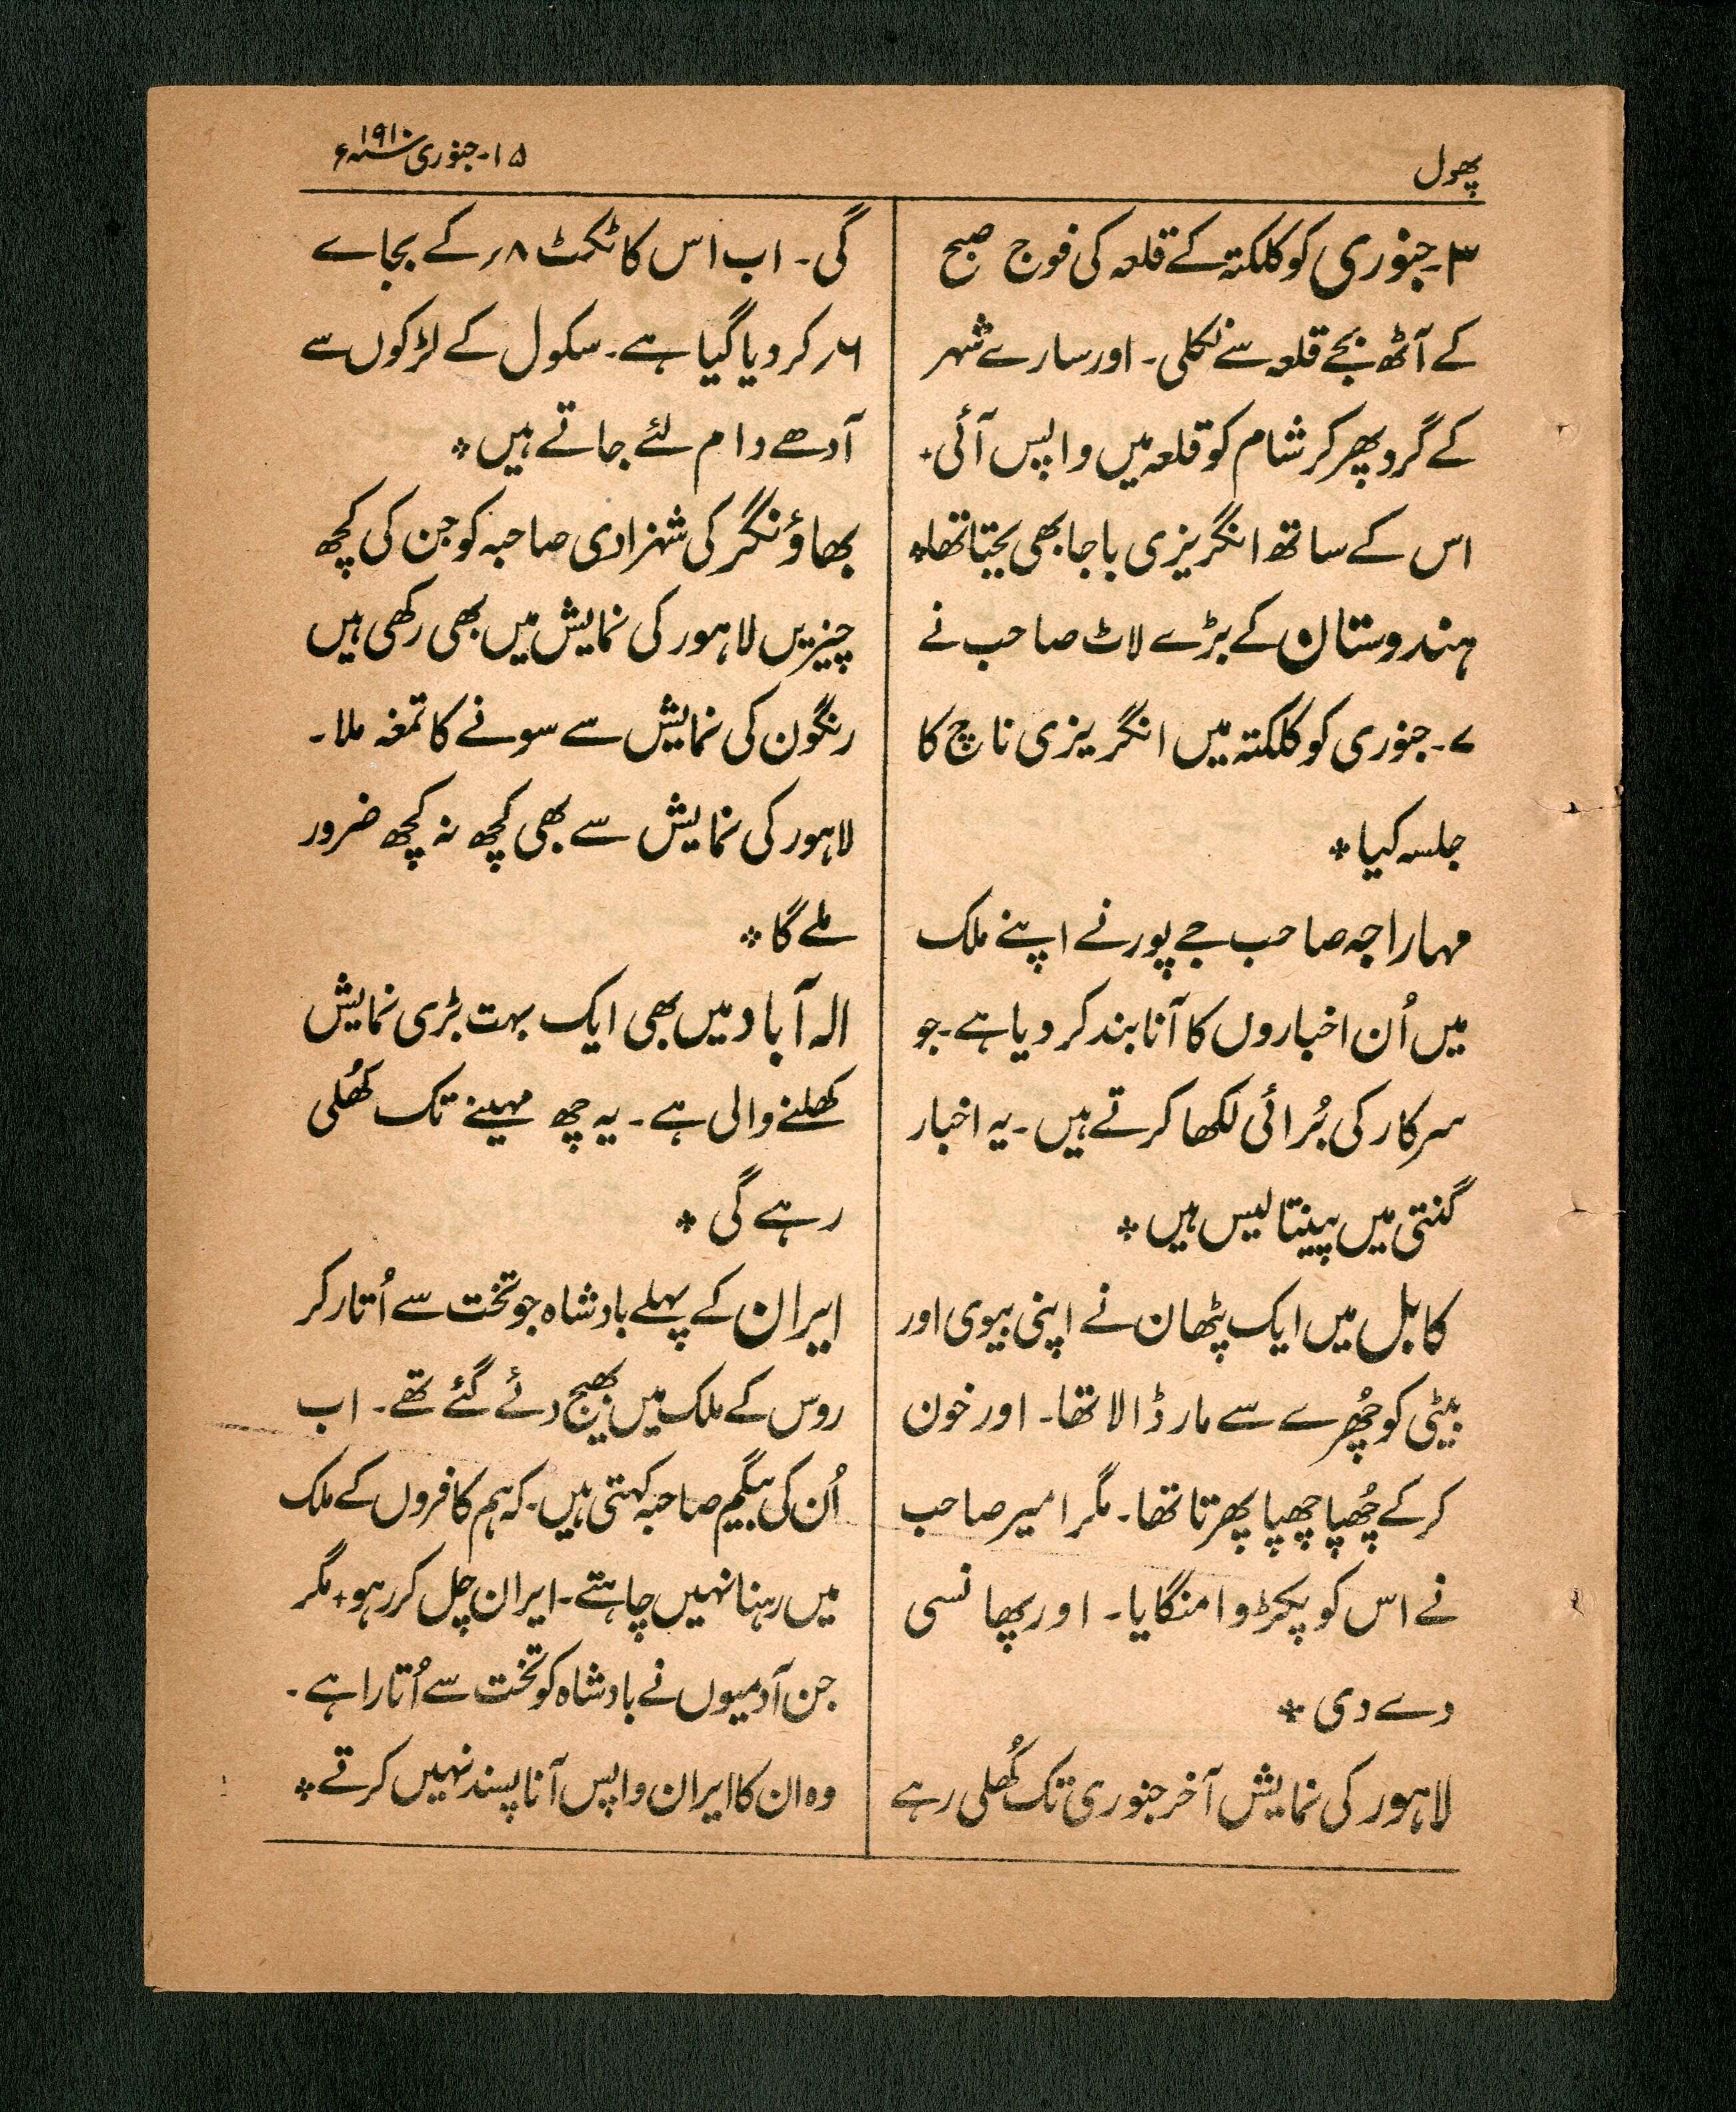 پھول
۱۵-جنوری سنہ ۱۹۱۰ء
۳-جنوری کو کلکتہ کے قلعہ کی فوج صبح
کے آٹھ بجے قلعہ سے نکلی۔ اور سارے شہر
کے گرد پھر کر شام کو قلعہ میں واپس آئی۔
اس کے ساتھ انگریزی باجا بھی بجتا تھا٭
ہندوستان کے بڑے لاٹ صاحب نے
۷-جنوری کو کلکتہ میں انگریزی ناچ کا
جلسہ کیا٭
مہاراجہ صاحب جے پور نے اپنے ملک
میں اُن اخباروں کا آنا بند کر دیا ہے۔ جو
سرکار کی بُرائی لکھا کرتے ہیں۔ یہ اخبار
گنتی میں پینتالیس ہیں٭
کابل میں ایک پٹھان نے اپنی بیوی اور
بیٹی کو چُھرے سے مار ڈالا تھا۔ اور خون
کر کے چُھپا چھپا پھرتا تھا۔ مگر امیر صاحب
نے اس کو پکڑوا منگایا۔ اور پھانسی
دے دی٭
لاہور کی نمایش آخر جنوری تک کُھلی رہے
گی۔ اب اس کا ٹکٹ ۸؍ کے بجاے
۶؍ کر دیا گیا ہے۔ سکول کے لڑکوں سے
آدھے دام لئے جاتے ہیں٭
بھاؤنگر کی شہزادی صاحبہ کو جن کی کچھ
چیزیں لاہور کی نمایش میں بھی رکھی ہیں
رنگون کی نمایش سے سونے کا تمغہ ملا۔
لاہور کی نمایش سے بھی کچھ نہ کچھ ضرور
ملے گا٭
الہ آباد میں بھی ایک بہت بڑی نمایش
کھلنے والی ہے۔ یہ چھ مہینے تک کُھلی
رہے گی٭
ایران کے پہلے بادشاہ جو تخت سے اُتار کر
روس کے ملک میں بھیج دئے گئے تھے۔ اب
اُن کی بیگم صاحبہ کہتی ہیں۔ کہ ہم کافروں کے ملک
میں رہنا نہیں چاہتے۔ ایران چل کر رہو۔ مگر
جن آدمیوں نے بادشاہ کو تخت سے اُتارا ہے۔
وہ ان کا ایران واپس آنا پسند نہیں کرتے٭